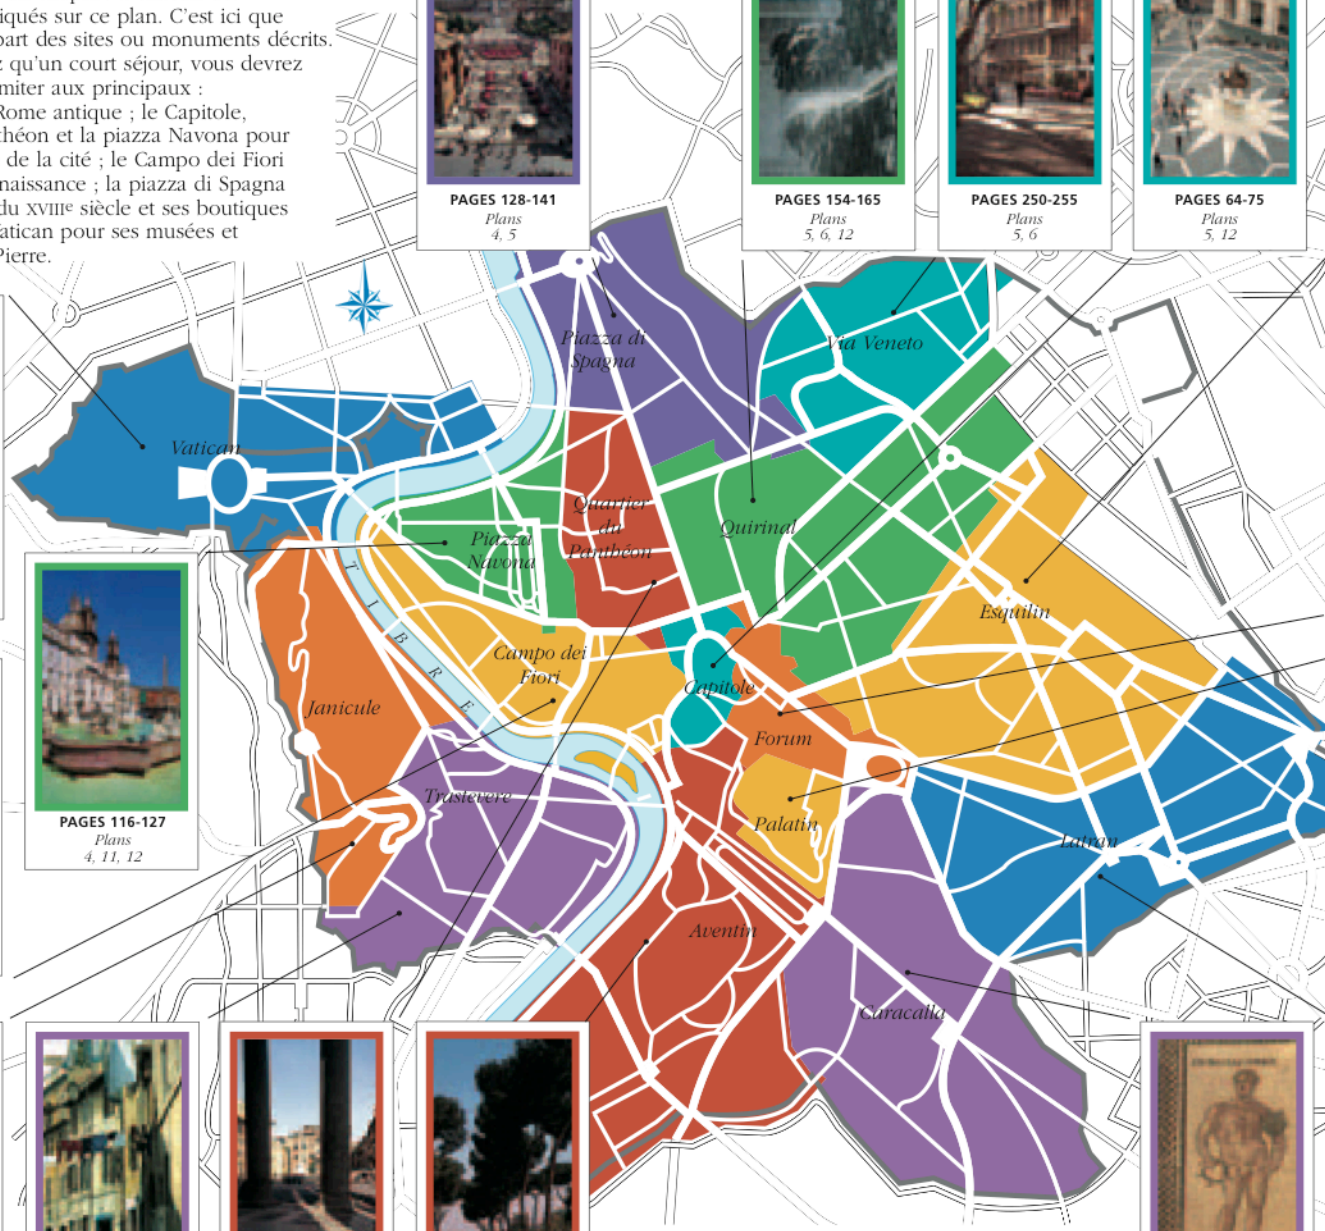 iqués sur ce plan. C’est ici que
part des sites ou monuments décrits.
z qu’un court séjour, vous devrez
miter aux principaux :
Rome antique ; le Capitole,
théon et la piazza Navona pour
de la cité ; le Campo dei Fiori
naissance ; la piazza di Spagna
du XVIIIe siècle et ses boutiques
Vatican pour ses musées et
Pierre.
PAGES 128-141
Plans
4, 5
PAGES 154-165
Plans
5, 6, 12
PAGES 250-255
Plans
5, 6
PAGES 64-75
Plans
5, 12
Piazza di
Spagna
Via Veneto
Vatican
Quartier
du
Panthéon
Piazza
Navona
Quirinal
Esquilin
TIBRE
Campo dei
Fiori
Capitole
Janicule
Forum
Trastevere
Palatin
Latran
Aventin
Caracalla
PAGES 116-127
Plans
4, 11, 12